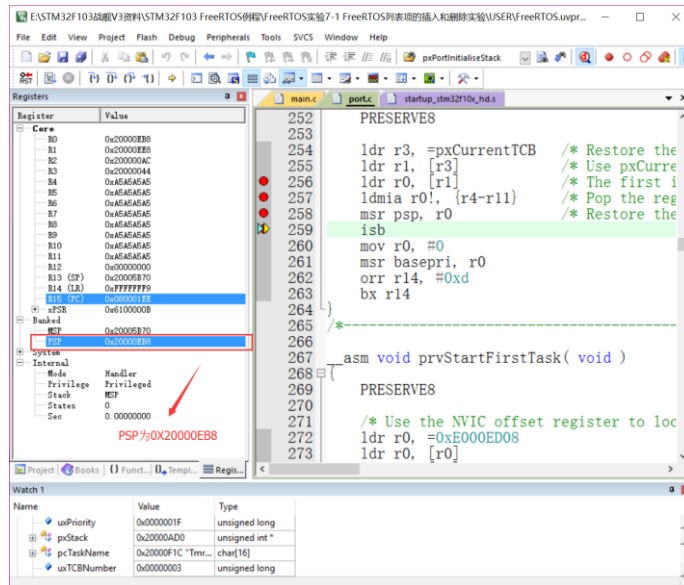 E:\STM32F103战舰V3资料\STM32F103 FreeRTOS例程\FreeRTOS实验7-1 FreeRTOS列表项的插入和删除实验\USER\FreeRTOS.uvpr...
File Edit View Project Flash Debug Peripherals Tools SVCS Window Help
pxPortInitialiseStack
Registers
main.c port.c startup_stm32f10x_hd.s
Register Value
Core
R0 0x20000EB8
R1 0x20000EE8
R2 0x200000AC
R3 0x20000044
R4 0xA5A5A5A5
R5 0xA5A5A5A5
R6 0xA5A5A5A5
R7 0xA5A5A5A5
R8 0xA5A5A5A5
R9 0xA5A5A5A5
R10 0xA5A5A5A5
R11 0xA5A5A5A5
R12 0x00000000
R13 (SP) 0x20005B70
R14 (LR) 0xFFFFFFF9
R15 (PC) 0x080001EE
xPSR 0x6100000B
Banked
MSP 0x20005B70
PSP 0x20000EB8
System
Internal
Mode Handler
Privilege Privileged
Stack MSP
States 0
Sec 0.00000000
PSP为0X20000EB8
252 PRESERVE8
253
254 ldr r3, =pxCurrentTCB /* Restore the
255 ldr r1, [r3] /* Use pxCurre
256 ldr r0, [r1] /* The first i
257 ldmia r0!, {r4-r11} /* Pop the reg
258 msr psp, r0 /* Restore the
259 isb
260 mov r0, #0
261 msr basepri, r0
262 orr r14, #0xd
263 bx r14
264 }
265 /*-----------------------------------------
266
267 __asm void prvStartFirstTask( void )
268 {
269 PRESERVE8
270
271 /* Use the NVIC offset register to loc
272 ldr r0, =0xE000ED08
273 ldr r0, [r0]
Project Books {} Funct... 0 Templ... Regis...
Watch 1
Name Value Type
uxPriority 0x0000001F unsigned long
pxStack 0x20000AD0 unsigned int *
pcTaskName 0x20000F1C "Tmr... char[16]
uxTCBNumber 0x00000003 unsigned long